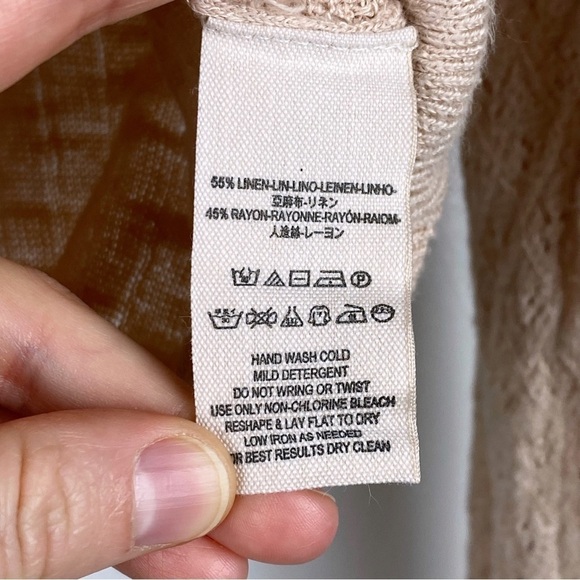 55% LINEN-LIN-LINO-LEINEN-LINHO-
亞麻布-リネン
45% RAYON-RAYONNE-RAYÓN-RAIOM-
人造絲-レーヨン
HAND WASH COLD
MILD DETERGENT
DO NOT WRING OR TWIST
USE ONLY NON-CHLORINE BLEACH
RESHAPE & LAY FLAT TO DRY
LOW IRON AS NEEDED
OR BEST RESULTS DRY CLEAN